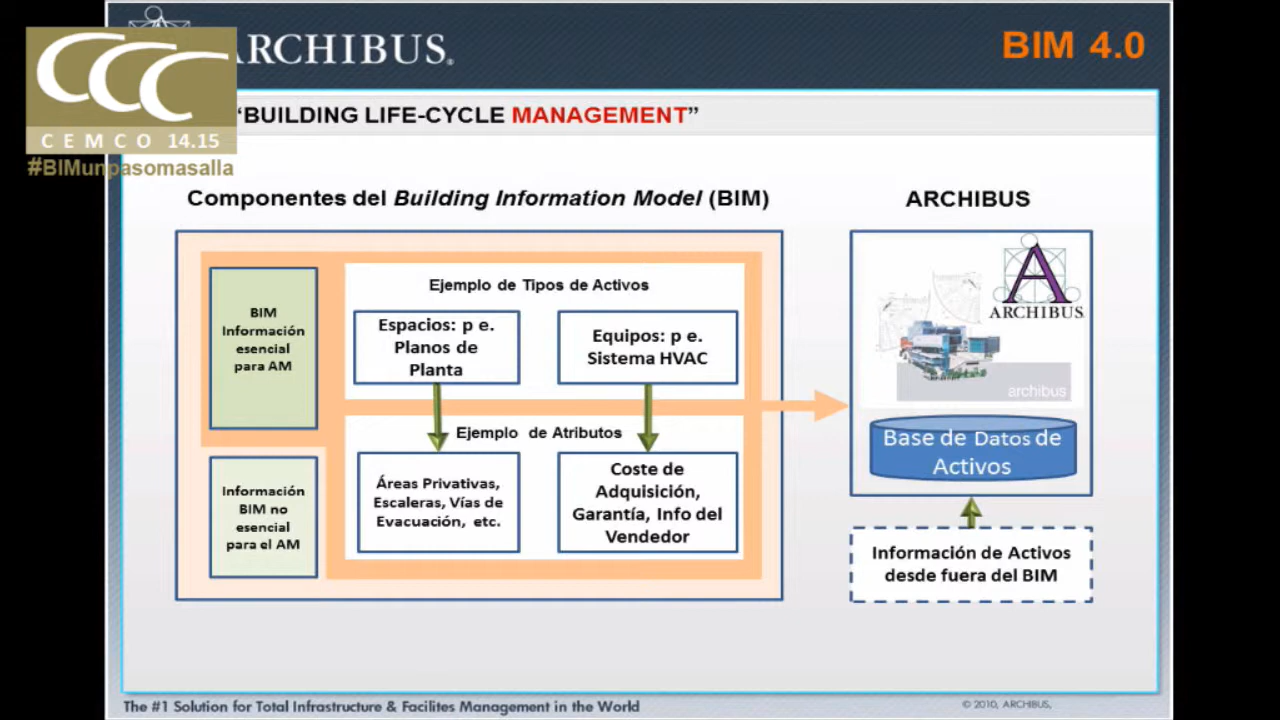 ARCHIBUS.
BIM 4.0
CCC
CEMCO 14.15
#BIMunpasomasalla
"BUILDING LIFE-CYCLE MANAGEMENT"
Componentes del Building Information Model (BIM)
ARCHIBUS
BIM
Información
esencial
para AM
Ejemplo de Tipos de Activos
Espacios: p e.
Planos de
Planta
Equipos: p e.
Sistema HVAC
Ejemplo de Atributos
Información
BIM no
esencial
para el AM
Áreas Privativas,
Escaleras, Vías de
Evacuación, etc.
Coste de
Adquisición,
Garantía, Info del
Vendedor
A
ARCHIBUS.
archibus
Base de Datos de
Activos
Información de Activos
desde fuera del BIM
The #1 Solution for Total Infrastructure & Facilites Management in the World
© 2010, ARCHIBUS,